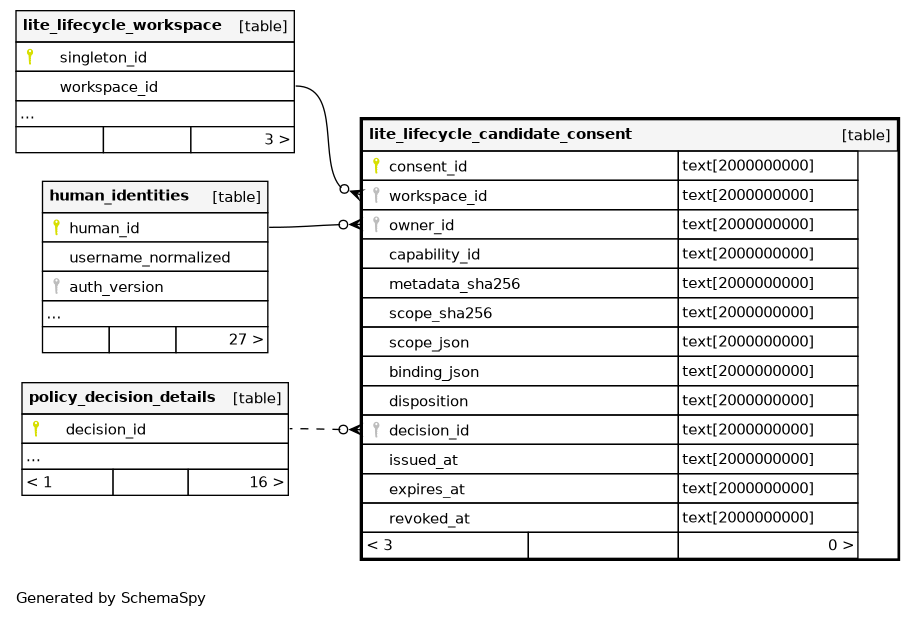 lite_lifecycle_workspace [table]
singleton_id
workspace_id
...
3 >
human_identities [table]
human_id
username_normalized
auth_version
...
27 >
policy_decision_details [table]
decision_id
...
< 1 16 >
lite_lifecycle_candidate_consent [table]
consent_id text[2000000000]
workspace_id text[2000000000]
owner_id text[2000000000]
capability_id text[2000000000]
metadata_sha256 text[2000000000]
scope_sha256 text[2000000000]
scope_json text[2000000000]
binding_json text[2000000000]
disposition text[2000000000]
decision_id text[2000000000]
issued_at text[2000000000]
expires_at text[2000000000]
revoked_at text[2000000000]
< 3 0 >
Generated by SchemaSpy